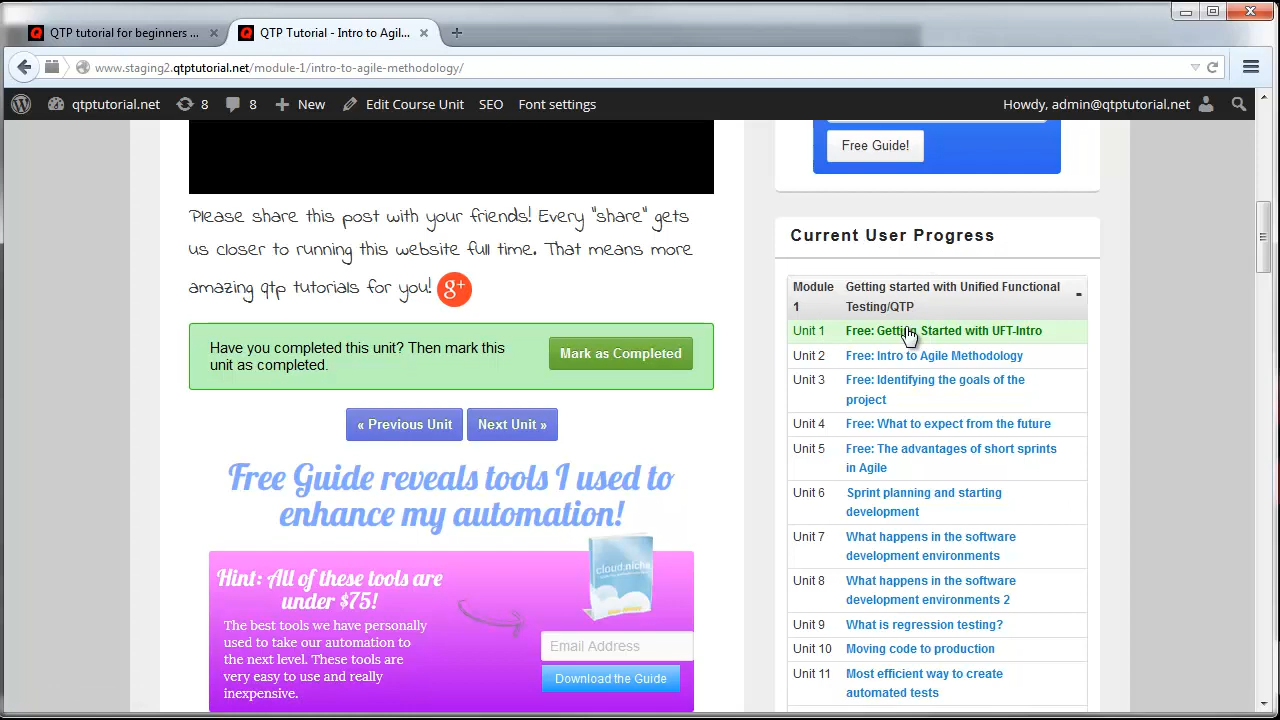 QTP tutorial for beginners ...
QTP Tutorial - Intro to Agil...
www.staging2.qtptutorial.net/module-1/intro-to-agile-methodology/
qtptutorial.net
8
8
New
Edit Course Unit
SEO
Font settings
Howdy, admin@qtptutorial.net
Please share this post with your friends! Every "share" gets
us closer to running this website full time. That means more
amazing qtp tutorials for you!
g+
Have you completed this unit? Then mark this
unit as completed.
Mark as Completed
« Previous Unit
Next Unit »
Free Guide reveals tools I used to
enhance my automation!
Hint: All of these tools are
under $75!
The best tools we have personally
used to take our automation to
the next level. These tools are
very easy to use and really
inexpensive.
cloud.niche
Email Address
Download the Guide
Free Guide!
Current User Progress
Module
1
Getting started with Unified Functional
Testing/QTP
-
Unit 1
Free: Getting Started with UFT-Intro
Unit 2
Free: Intro to Agile Methodology
Unit 3
Free: Identifying the goals of the
project
Unit 4
Free: What to expect from the future
Unit 5
Free: The advantages of short sprints
in Agile
Unit 6
Sprint planning and starting
development
Unit 7
What happens in the software
development environments
Unit 8
What happens in the software
development environments 2
Unit 9
What is regression testing?
Unit 10
Moving code to production
Unit 11
Most efficient way to create
automated tests